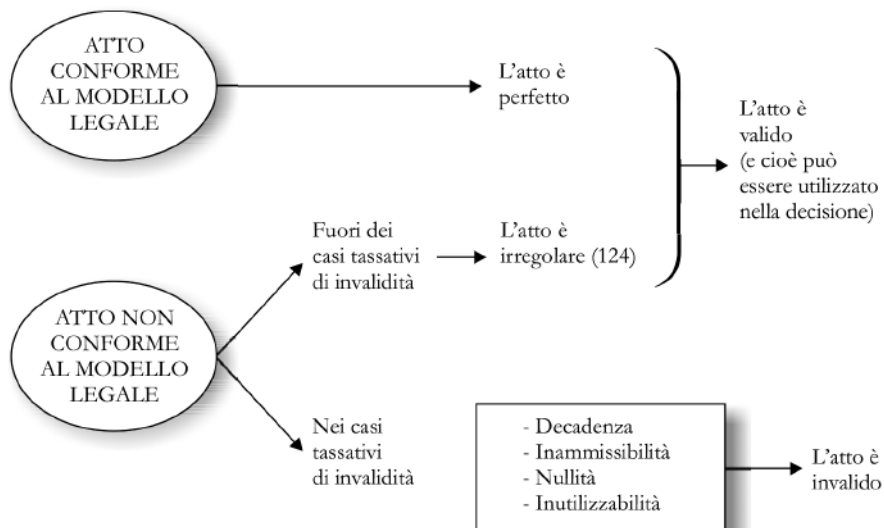 ATTO
CONFORME
AL MODELLO
LEGALE
L'atto è
perfetto
L'atto è
valido
(e cioè può
essere utilizzato
nella decisione)
Fuori dei
casi tassativi
di invalidità
L'atto è
irregolare (124)
ATTO NON
CONFORME
AL MODELLO
LEGALE
Nei casi
tassativi
di invalidità
- Decadenza
- Inammissibilità
- Nullità
- Inutilizzabilità
L'atto è
invalido